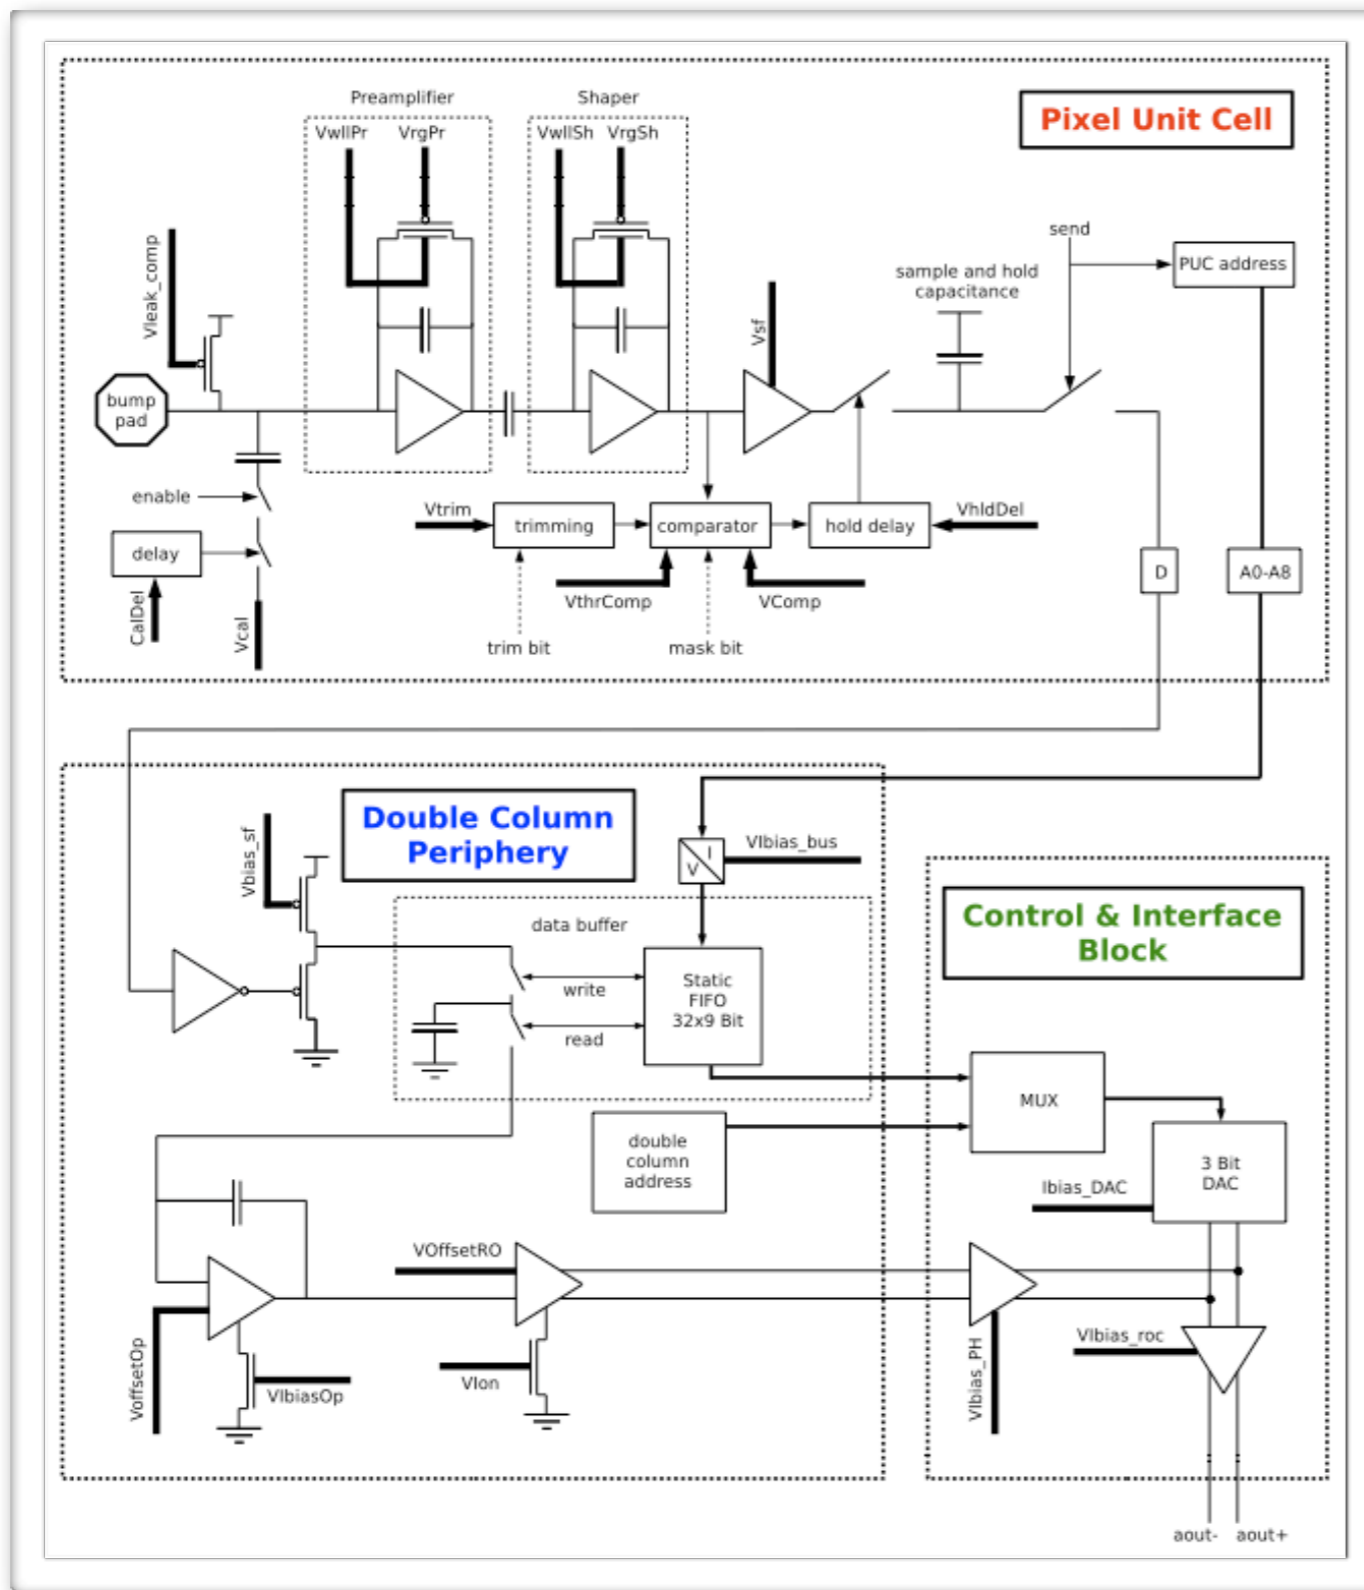 Preamplifier
Shaper
VwllPr
VrgPr
VwllSh
VrgSh
Pixel Unit Cell
Vleak_comp
send
PUC address
sample and hold
capacitance
Vsf
bump
pad
enable
delay
CalDel
Vcal
Vtrim
trimming
comparator
hold delay
VhldDel
VthrComp
VComp
trim bit
mask bit
D
A0-A8
Double Column
Periphery
Vbias_sf
I
V
VIbias_bus
Control & Interface
Block
data buffer
write
read
Static
FIFO
32x9 Bit
MUX
double
column
address
3 Bit
DAC
Ibias_DAC
VOffsetRO
VoffsetOp
VIbiasOp
VIon
VIbias_PH
VIbias_roc
aout-
aout+